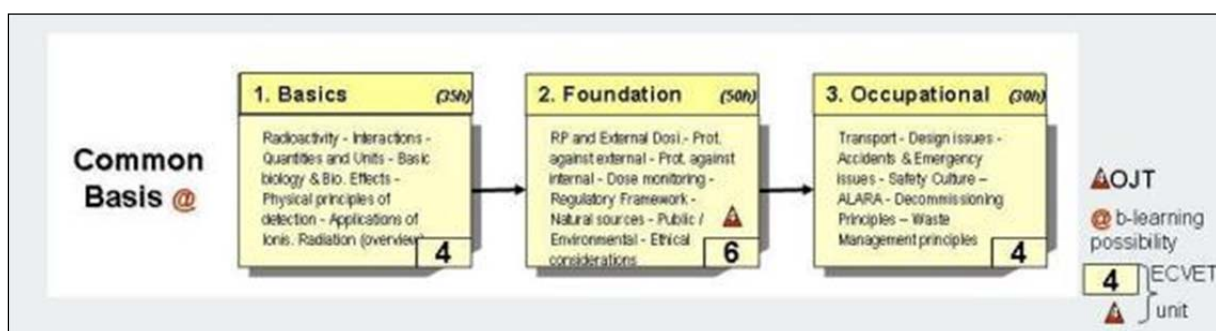 Common
Basis @
1. Basics (35h)
Radioactivity - Interactions -
Quantities and Units - Basic
biology & Bio. Effects -
Physical principles of
detection - Applications of
Ionis. Radiation (overview)
4
2. Foundation (50h)
RP and External Dosi.- Prot.
against external - Prot. against
internal - Dose monitoring -
Regulatory Framework -
Natural sources - Public /
Environmental - Ethical
considerations
6
3. Occupational (30h)
Transport - Design issues -
Accidents & Emergency
issues - Safety Culture –
ALARA - Decommissioning
Principles – Waste
Management principles
4
OJT
@ b-learning
possibility
4 ECVET
unit